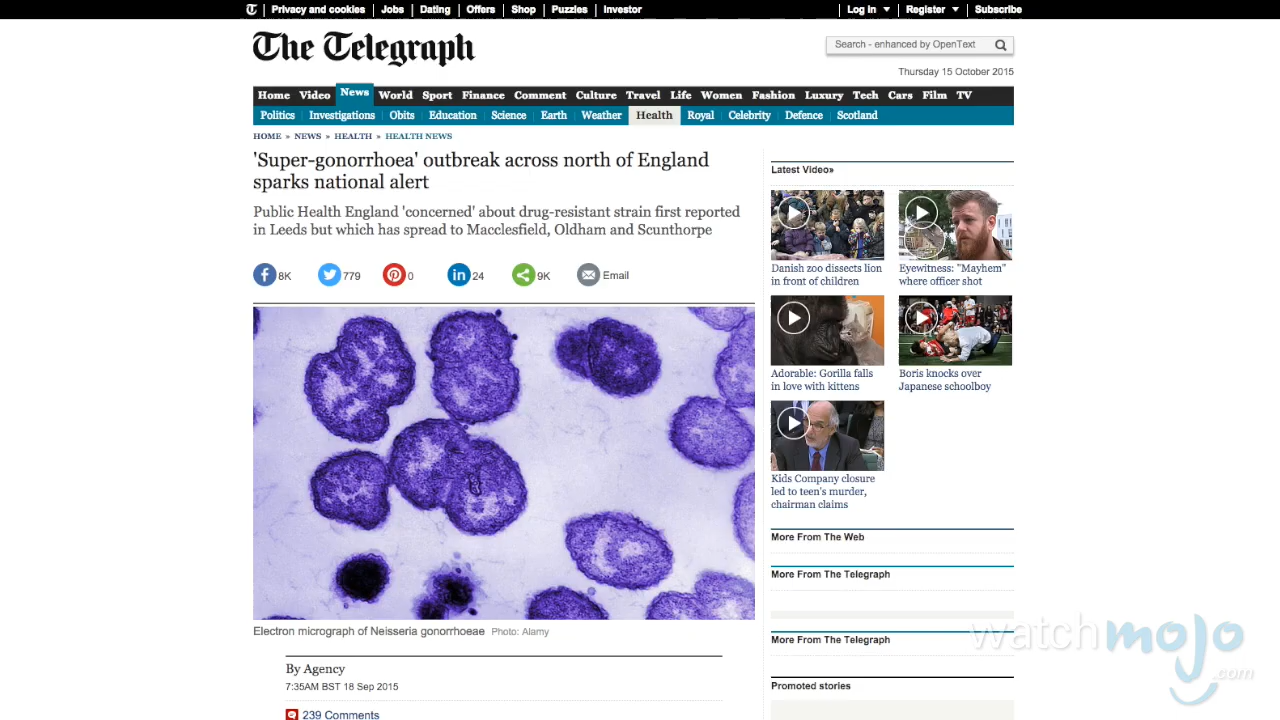 Privacy and cookies | Jobs | Dating | Offers | Shop | Puzzles | Investor | Log in | Register | Subscribe
The Telegraph
Search - enhanced by OpenText
Thursday 15 October 2015
Home Video News World Sport Finance Comment Culture Travel Life Women Fashion Luxury Tech Cars Film TV
Politics | Investigations | Obits | Education | Science | Earth | Weather | Health | Royal | Celebrity | Defence | Scotland
HOME » NEWS » HEALTH » HEALTH NEWS
'Super-gonorrhoea' outbreak across north of England
sparks national alert
Public Health England 'concerned' about drug-resistant strain first reported
in Leeds but which has spread to Macclesfield, Oldham and Scunthorpe
8K 779 0 in 24 9K Email
Electron micrograph of Neisseria gonorrhoeae Photo: Alamy
By Agency
7:35AM BST 18 Sep 2015
239 Comments
Latest Video»
Danish zoo dissects lion
in front of children
Eyewitness: "Mayhem"
where officer shot
Adorable: Gorilla falls
in love with kittens
Boris knocks over
Japanese schoolboy
Kids Company closure
led to teen's murder,
chairman claims
More From The Web
More From The Telegraph
More From The Telegraph
Promoted stories
watchmojo
.com